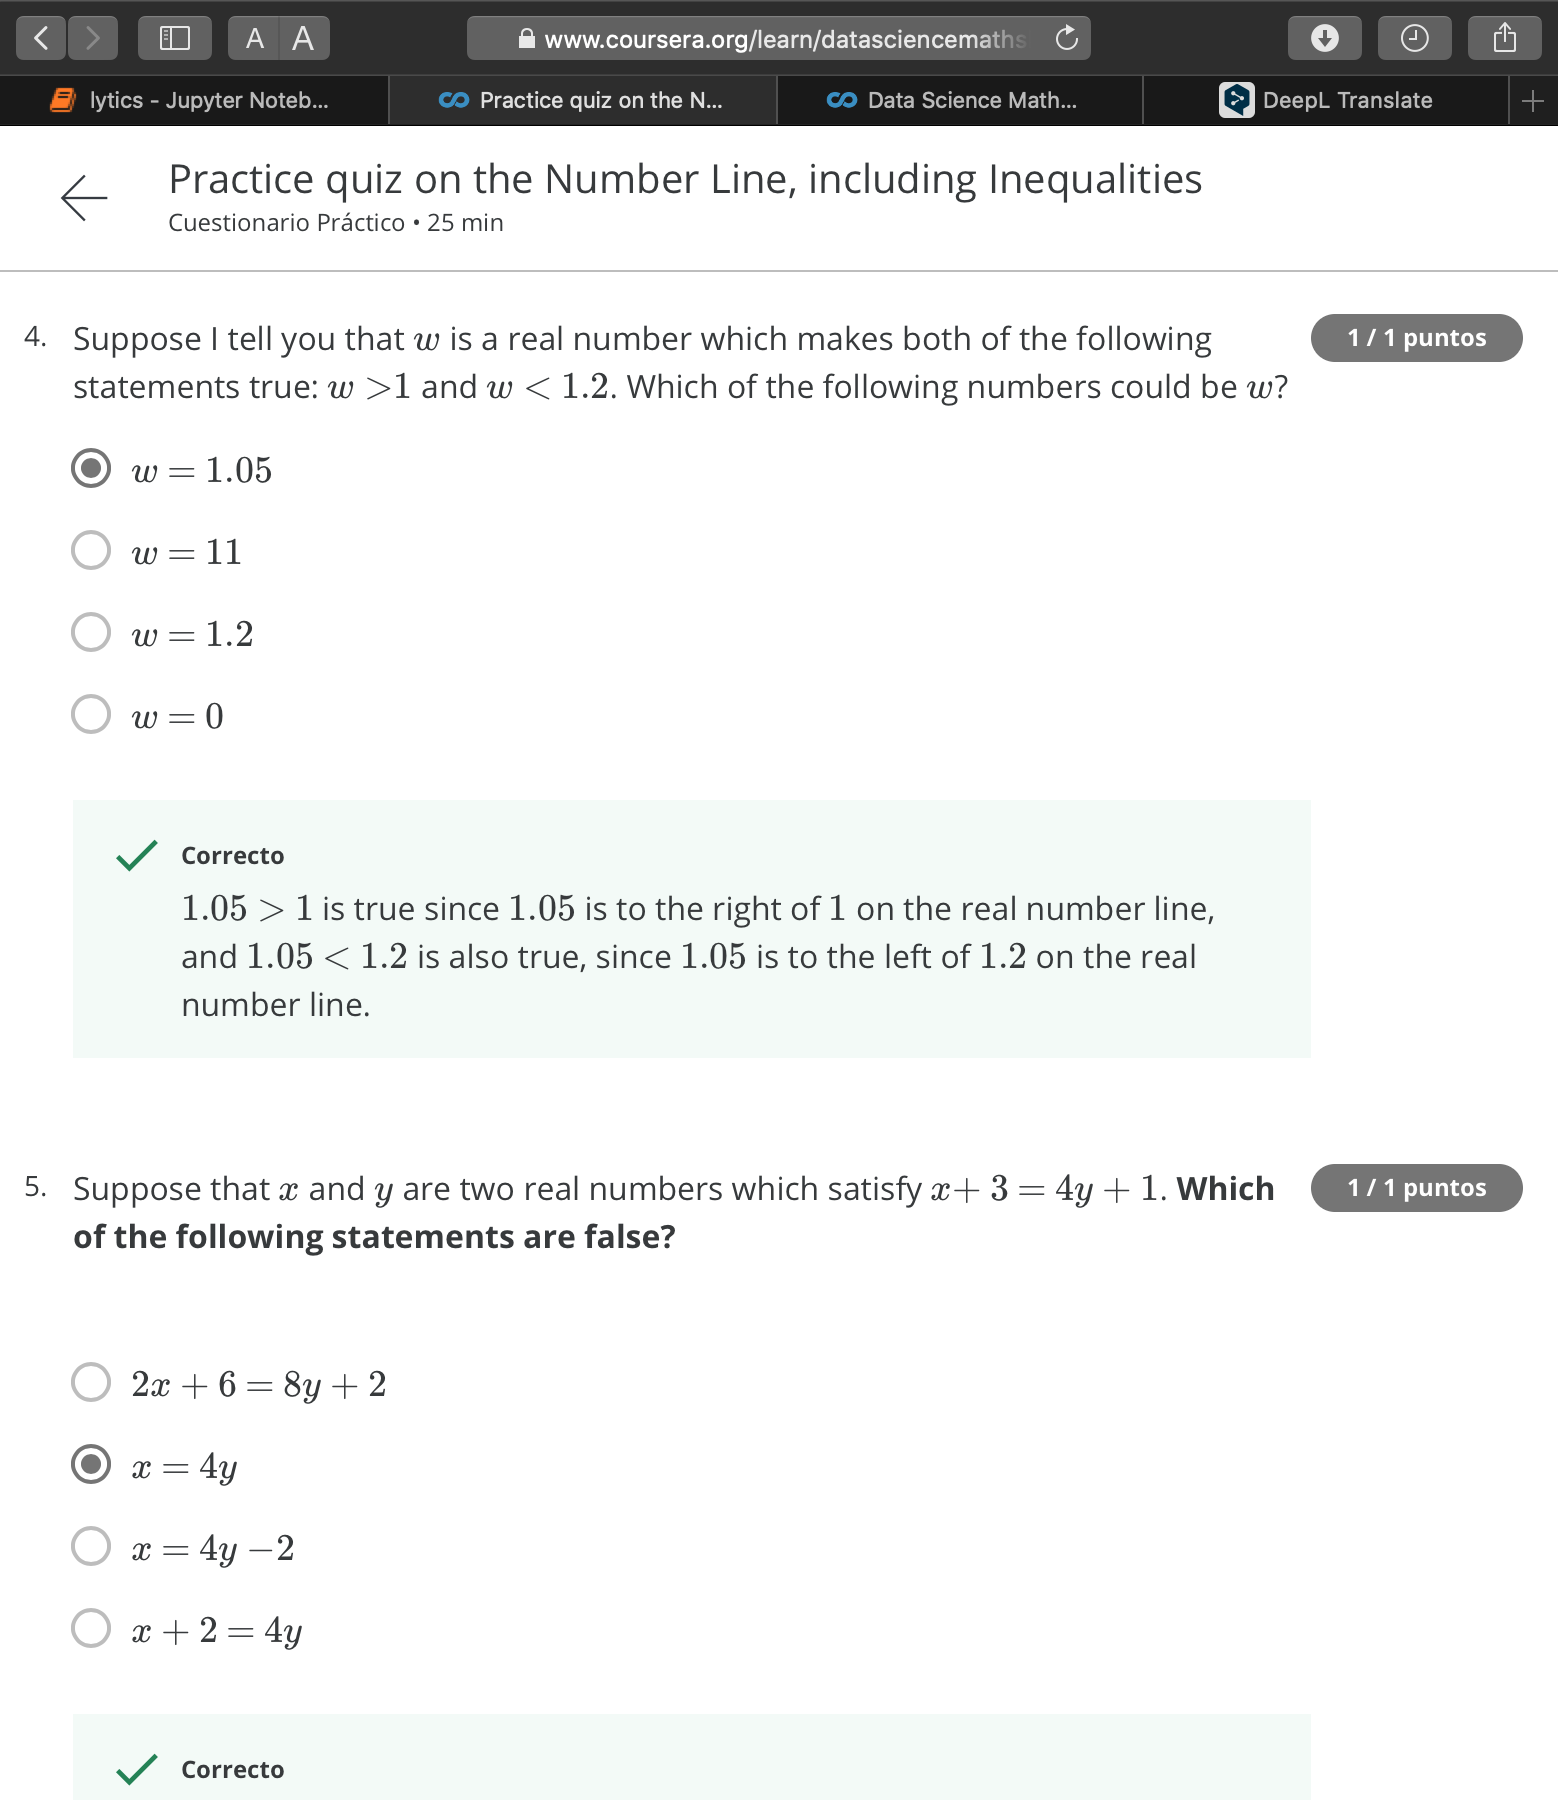 A A
www.coursera.org/learn/datasciencemaths
lytics - Jupyter Noteb...
Practice quiz on the N...
Data Science Math...
DeepL Translate
Practice quiz on the Number Line, including Inequalities
Cuestionario Práctico • 25 min
4. Suppose I tell you that w is a real number which makes both of the following
statements true: w >1 and w < 1.2. Which of the following numbers could be w?
1 / 1 puntos
w = 1.05
w = 11
w = 1.2
w = 0
Correcto
1.05 > 1 is true since 1.05 is to the right of 1 on the real number line,
and 1.05 < 1.2 is also true, since 1.05 is to the left of 1.2 on the real
number line.
5. Suppose that x and y are two real numbers which satisfy x+ 3 = 4y + 1. Which
of the following statements are false?
1 / 1 puntos
2x + 6 = 8y + 2
x = 4y
x = 4y −2
x + 2 = 4y
Correcto